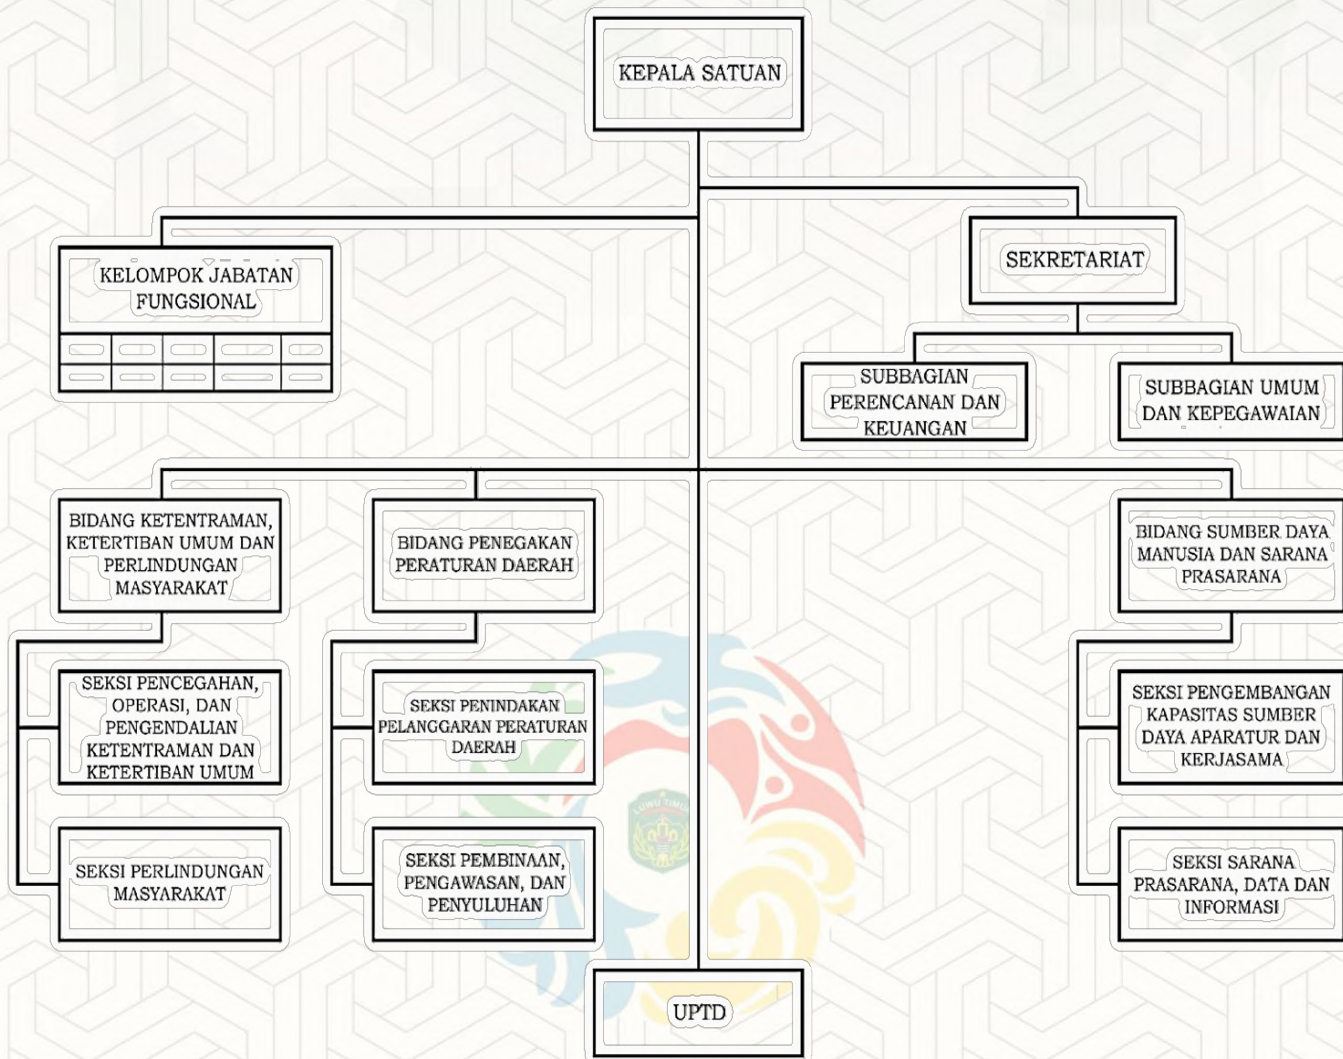 KEPALA SATUAN
KELOMPOK JABATAN
FUNGSIONAL
SEKRETARIAT
SUBBAGIAN
PERENCANAN DAN
KEUANGAN
SUBBAGIAN UMUM
DAN KEPEGAWAIAN
BIDANG KETENTRAMAN,
KETERTIBAN UMUM DAN
PERLINDUNGAN
MASYARAKAT
BIDANG PENEGAKAN
PERATURAN DAERAH
BIDANG SUMBER DAYA
MANUSIA DAN SARANA
PRASARANA
SEKSI PENCEGAHAN,
OPERASI, DAN
PENGENDALIAN
KETENTRAMAN DAN
KETERTIBAN UMUM
SEKSI PENINDAKAN
PELANGGARAN PERATURAN
DAERAH
SEKSI PENGEMBANGAN
KAPASITAS SUMBER
DAYA APARATUR DAN
KERJASAMA
LUWU TIMUR
SEKSI PERLINDUNGAN
MASYARAKAT
SEKSI PEMBINAAN,
PENGAWASAN, DAN
PENYULUHAN
SEKSI SARANA
PRASARANA, DATA DAN
INFORMASI
UPTD